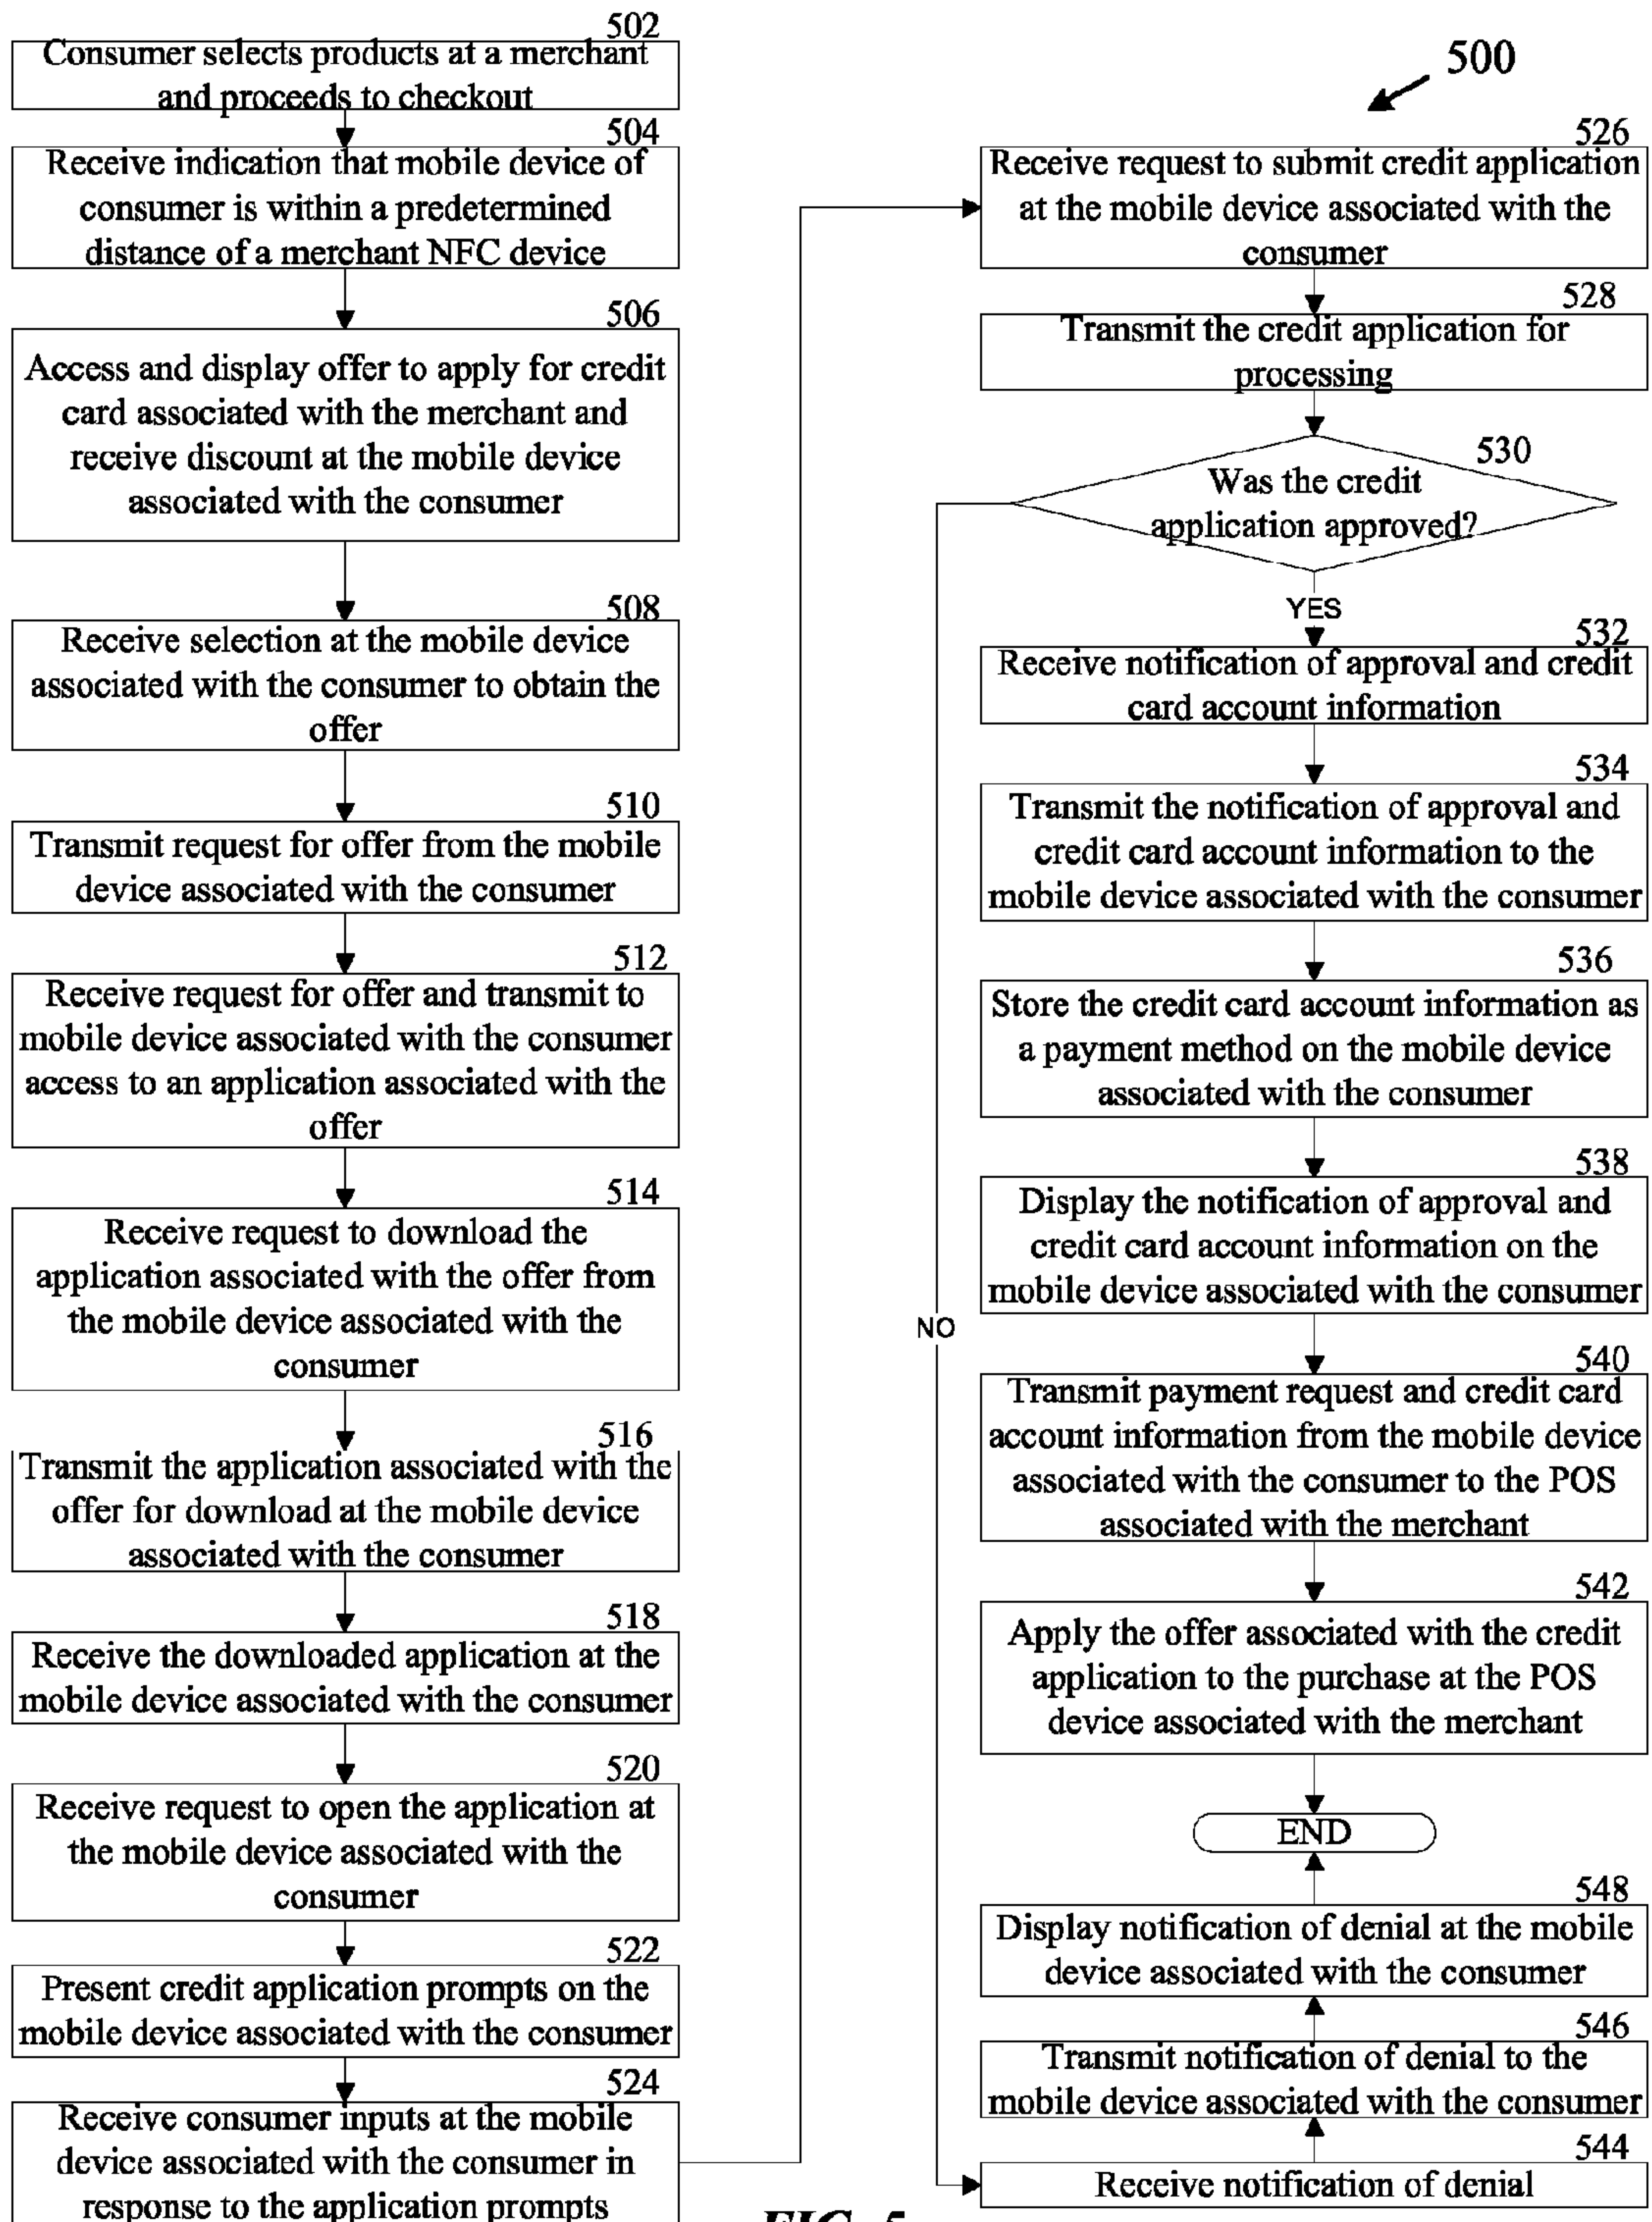 502
Consumer selects products at a merchant
and proceeds to checkout
504
Receive indication that mobile device of
consumer is within a predetermined
distance of a merchant NFC device
506
Access and display offer to apply for credit
card associated with the merchant and
receive discount at the mobile device
associated with the consumer
508
Receive selection at the mobile device
associated with the consumer to obtain the
offer
510
Transmit request for offer from the mobile
device associated with the consumer
512
Receive request for offer and transmit to
mobile device associated with the consumer
access to an application associated with the
offer
514
Receive request to download the
application associated with the offer from
the mobile device associated with the
consumer
516
Transmit the application associated with the
offer for download at the mobile device
associated with the consumer
518
Receive the downloaded application at the
mobile device associated with the consumer
520
Receive request to open the application at
the mobile device associated with the
consumer
522
Present credit application prompts on the
mobile device associated with the consumer
524
Receive consumer inputs at the mobile
device associated with the consumer in
response to the application prompts
500
526
Receive request to submit credit application
at the mobile device associated with the
consumer
528
Transmit the credit application for
processing
530
Was the credit
application approved?
YES
532
Receive notification of approval and credit
card account information
534
Transmit the notification of approval and
credit card account information to the
mobile device associated with the consumer
536
Store the credit card account information as
a payment method on the mobile device
associated with the consumer
538
Display the notification of approval and
credit card account information on the
mobile device associated with the consumer
NO
540
Transmit payment request and credit card
account information from the mobile device
associated with the consumer to the POS
associated with the merchant
542
Apply the offer associated with the credit
application to the purchase at the POS
device associated with the merchant
END
548
Display notification of denial at the mobile
device associated with the consumer
546
Transmit notification of denial to the
mobile device associated with the consumer
544
Receive notification of denial
FIG. 5